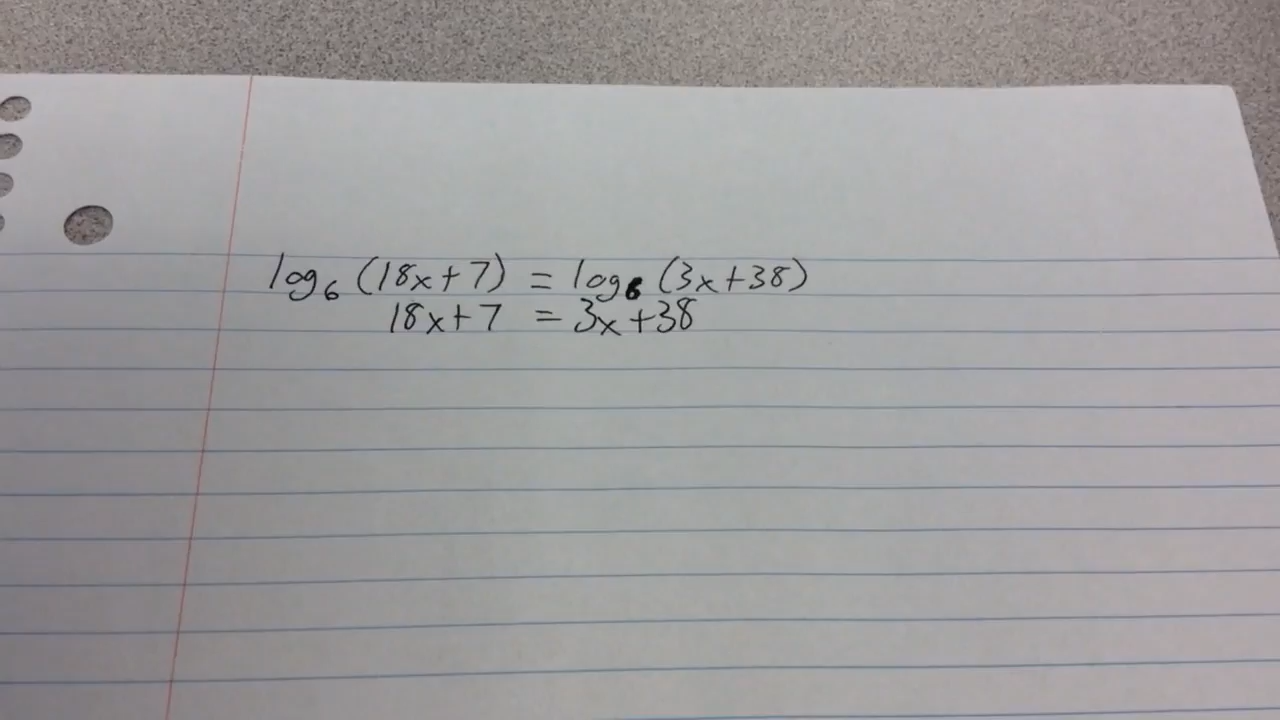 log₆ (18x+7) = log₆ (3x+38)
18x+7 = 3x+38